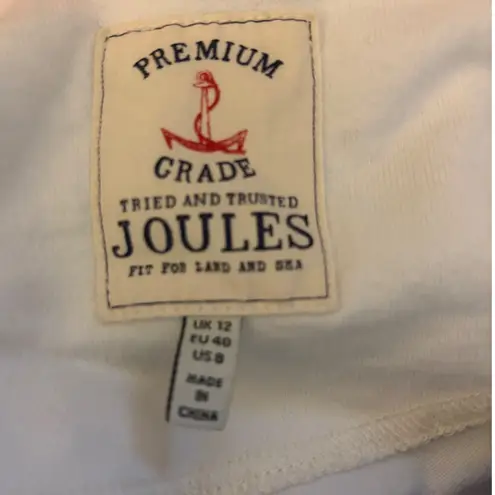 PREMIUM
GRADE
TRIED AND TRUSTED
JOULES
FIT FOR LAND AND SEA
UK 12
EU 40
US 8
MADE
IN
CHINA